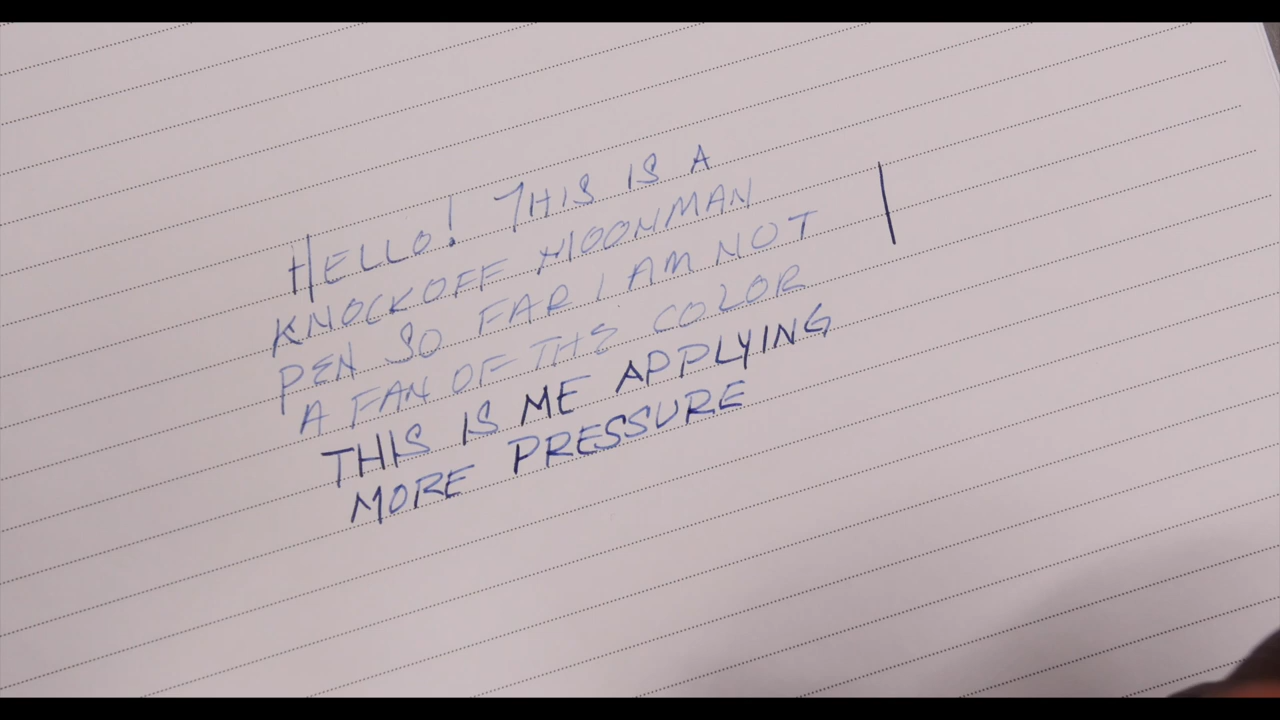 HELLO! THIS IS A
KNOCKOFF MOONMAN
PEN SO FAR I AM NOT
A FAN OF THE COLOR
THIS IS ME APPLYING
MORE PRESSURE